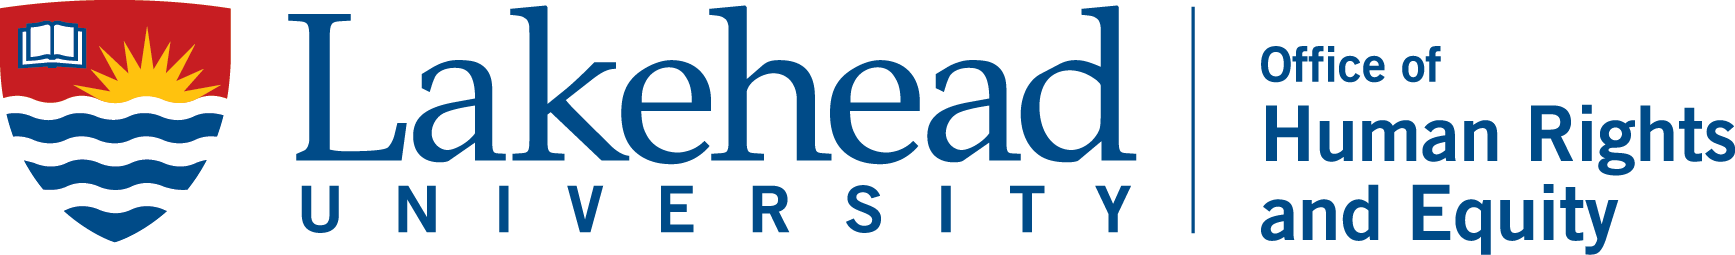 Lakehead
UNIVERSITY
Office of
Human Rights
and Equity